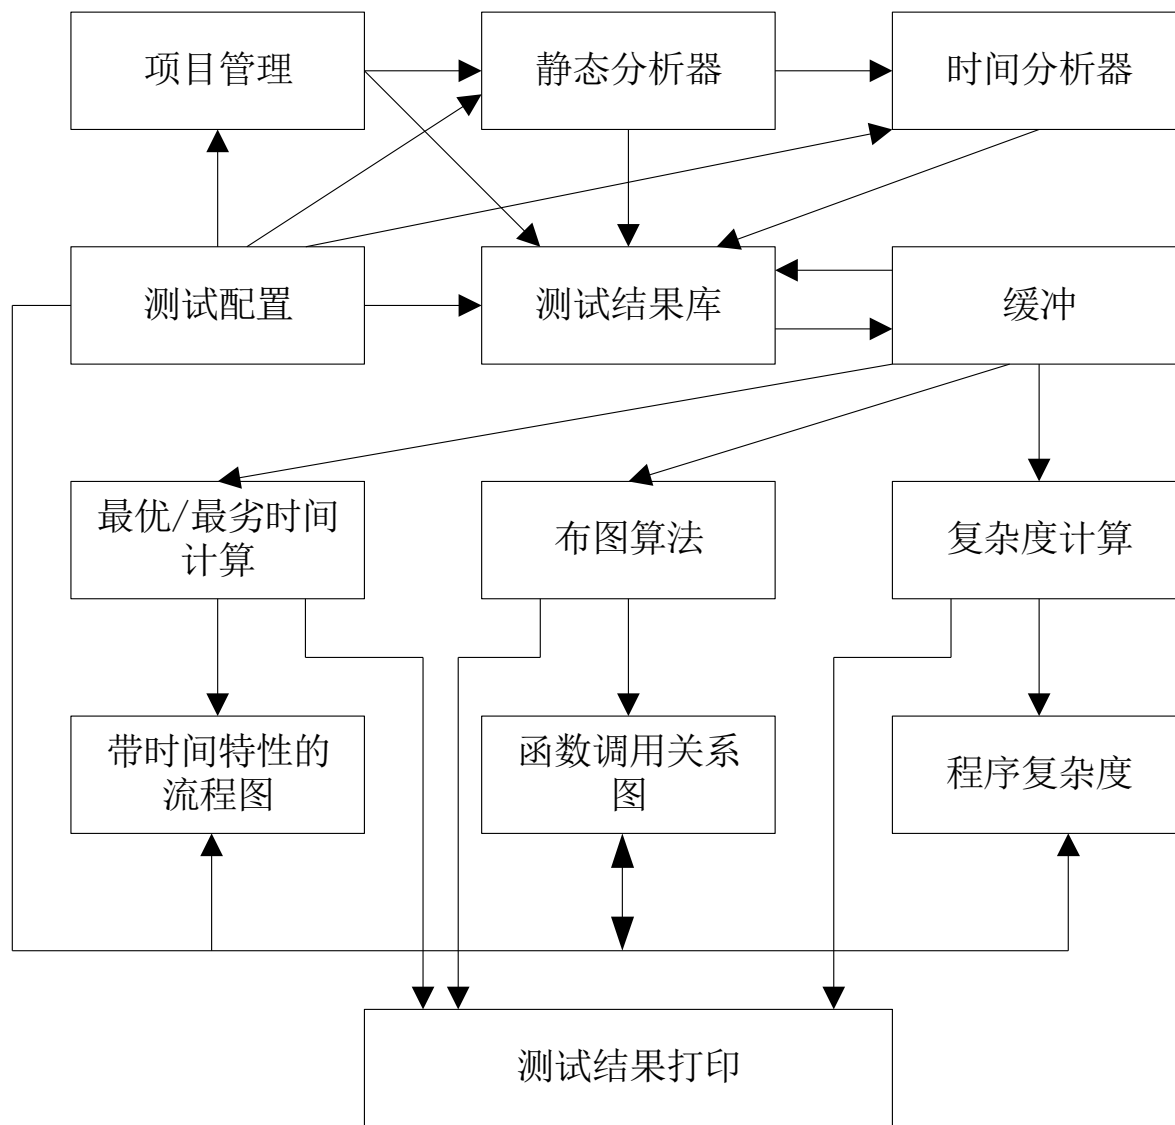 项目管理
静态分析器
时间分析器
测试配置
测试结果库
缓冲
最优/最劣时间
计算
布图算法
复杂度计算
带时间特性的
流程图
函数调用关系
图
程序复杂度
测试结果打印